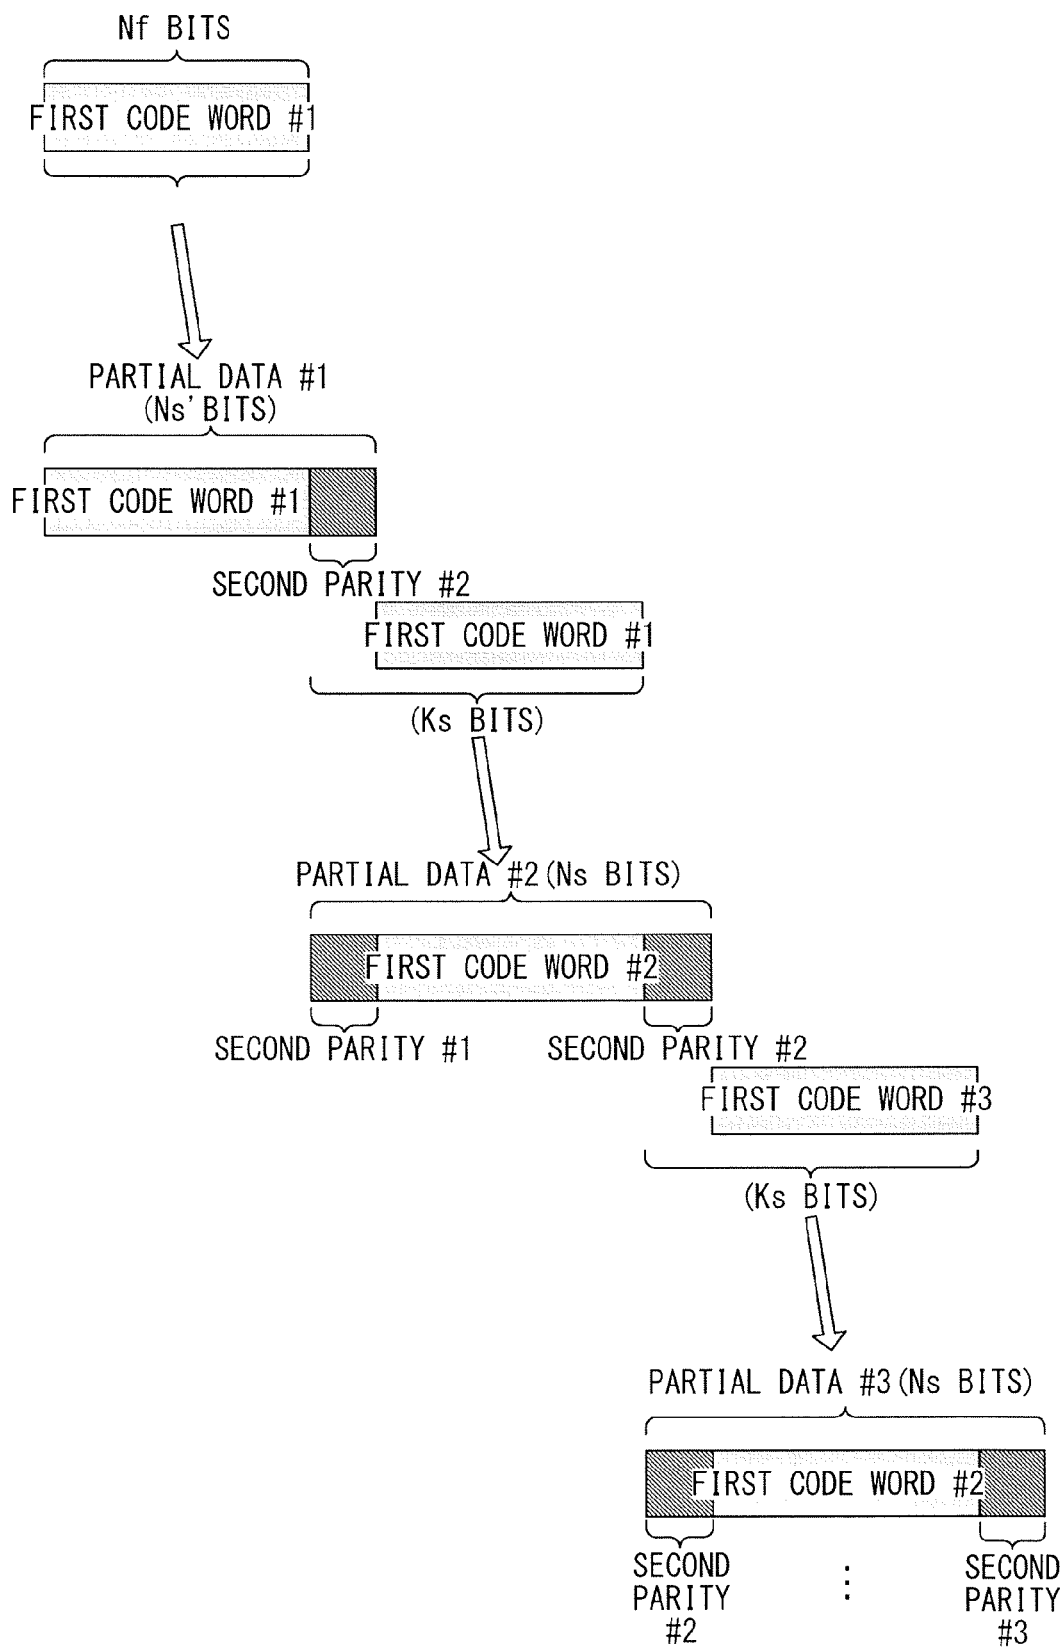 Nf BITS
FIRST CODE WORD #1
PARTIAL DATA #1
(Ns'BITS)
FIRST CODE WORD #1
SECOND PARITY #2
FIRST CODE WORD #1
(Ks BITS)
PARTIAL DATA #2(Ns BITS)
FIRST CODE WORD #2
SECOND PARITY #1
SECOND PARITY #2
FIRST CODE WORD #3
(Ks BITS)
PARTIAL DATA #3(Ns BITS)
FIRST CODE WORD #2
SECOND
PARITY
#2
SECOND
PARITY
#3